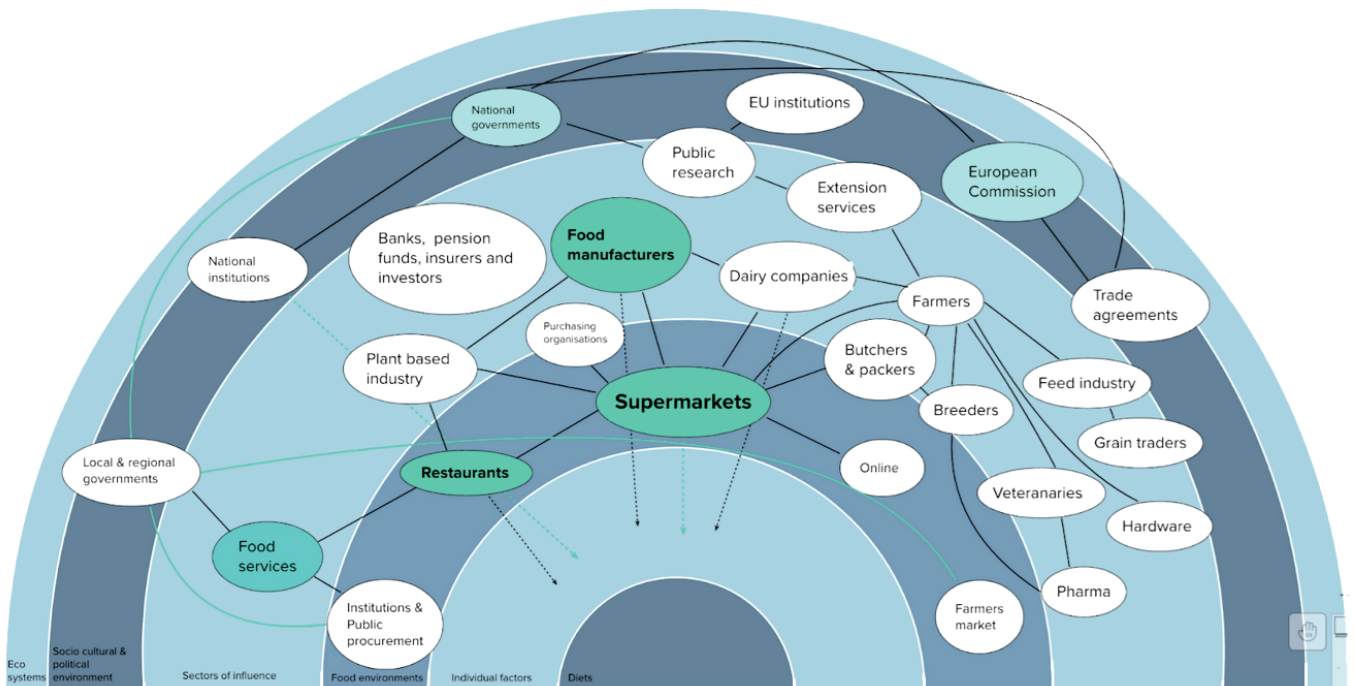 National
governments
EU institutions
Public
research
European
Commission
Extension
services
Banks, pension
funds, insurers and
investors
Food
manufacturers
National
institutions
Dairy companies
Farmers
Trade
agreements
Purchasing
organisations
Plant based
industry
Butchers
& packers
Feed industry
Supermarkets
Breeders
Grain traders
Local & regional
governments
Restaurants
Online
Veteranaries
Hardware
Food
services
Pharma
Institutions &
Public
procurement
Farmers
market
Eco
systems
Socio cultural &
political
environment
Sectors of influence
Food environments
Individual factors
Diets